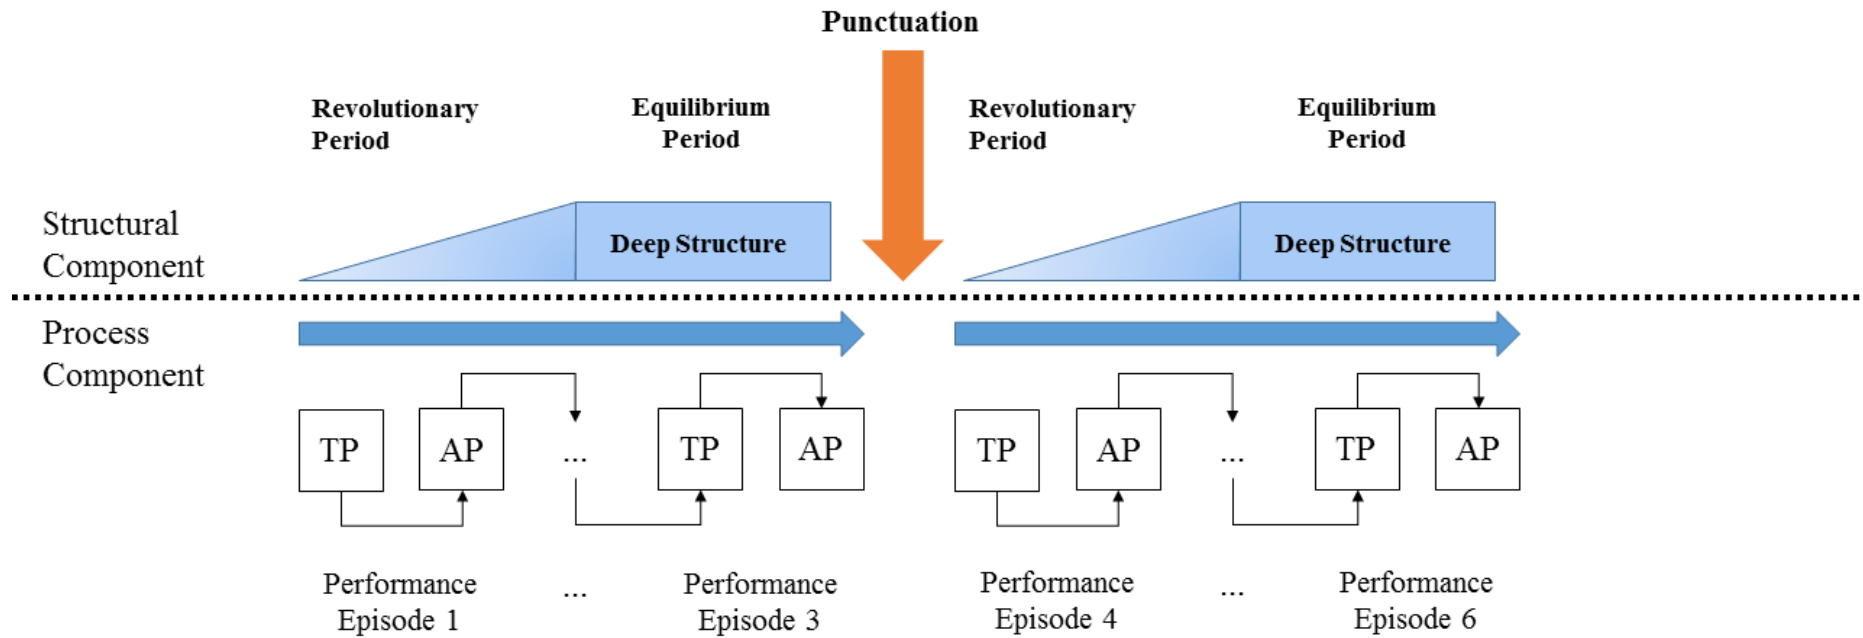 Punctuation
Revolutionary
Period
Equilibrium
Period
Revolutionary
Period
Equilibrium
Period
Structural
Component
Deep Structure
Deep Structure
Process
Component
TP
AP
...
TP
AP
TP
AP
...
TP
AP
Performance
Episode 1
...
Performance
Episode 3
Performance
Episode 4
...
Performance
Episode 6